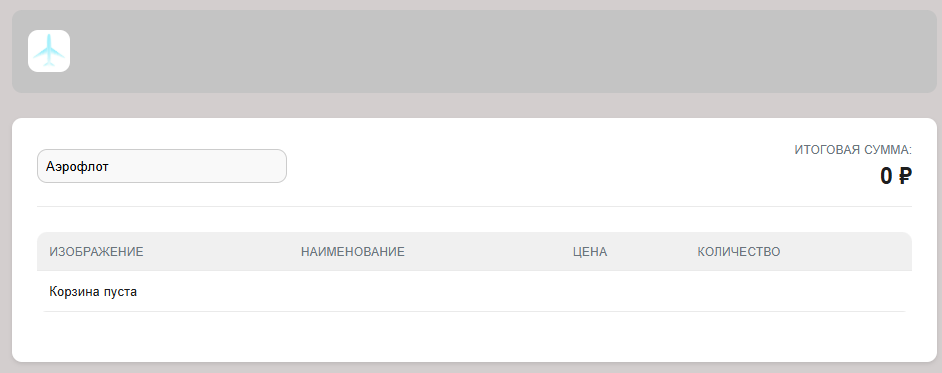 Аэрофлот
ИТОГОВАЯ СУММА:
0 ₽
ИЗОБРАЖЕНИЕ НАИМЕНОВАНИЕ ЦЕНА КОЛИЧЕСТВО
Корзина пуста